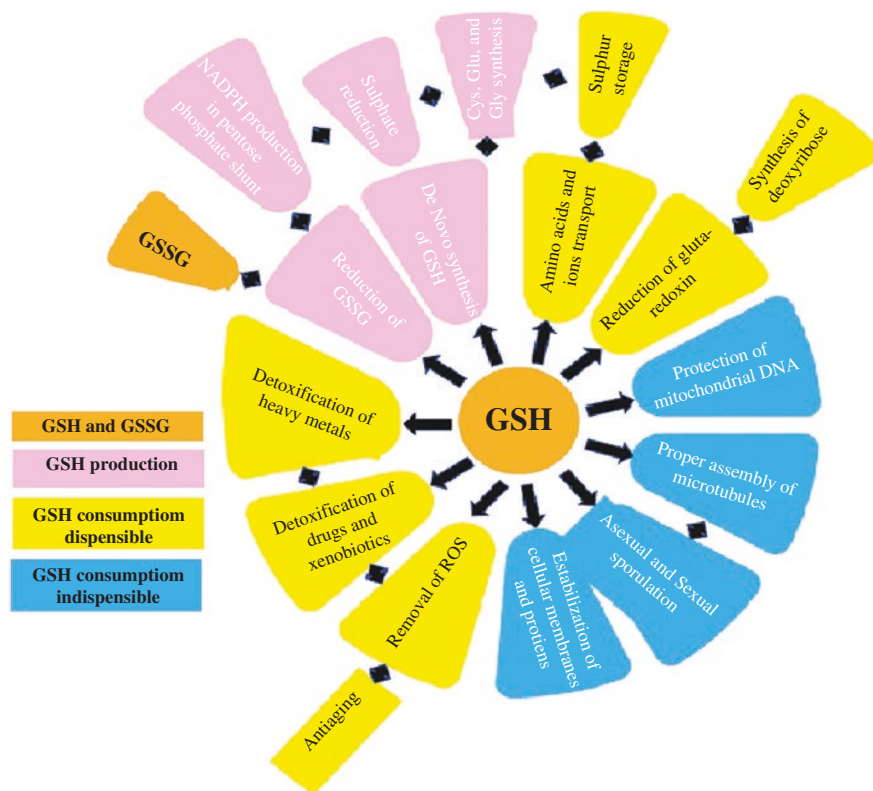 NADPH production
in pentose
phosphate shunt
Sulphate
reduction
Cys, Glu, and
Gly synthesis
Sulphur
storage
Synthesis of
deoxyribose
GSSG
Reduction of
GSSG
De Novo synthesis
of GSH
Amino acids and
ions transport
Reduction of gluta-
redoxin
Protection of
mitochondrial DNA
Proper assembly of
microtubules
Asexual and Sexual
sporulation
Estabilization of
cellular membranes
and protiens
Removal of ROS
Antiaging
Detoxification of
drugs and
xenobiotics
Detoxification of
heavy metals
GSH
GSH and GSSG
GSH production
GSH consumptiom
dispensible
GSH consumptiom
indispensible